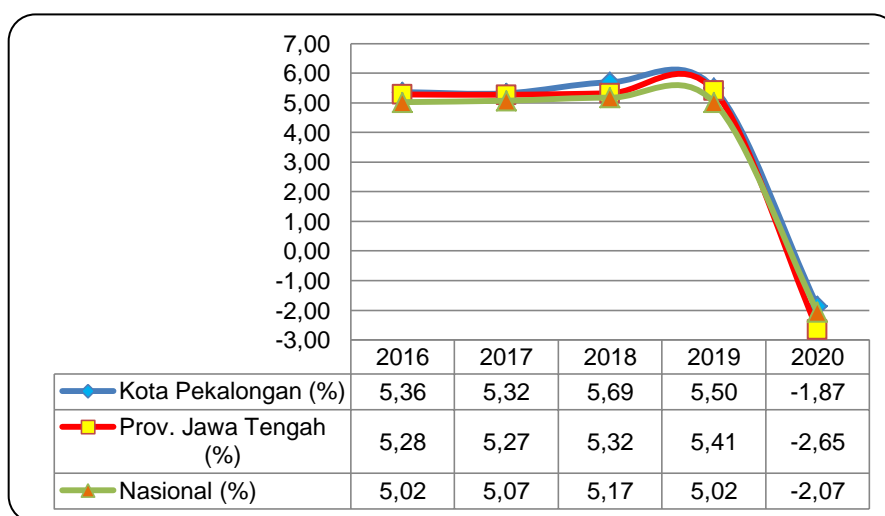 7,00
6,00
5,00
4,00
3,00
2,00
1,00
0,00
-1,00
-2,00
-3,00
2016 2017 2018 2019 2020
Kota Pekalongan (%) 5,36 5,32 5,69 5,50 -1,87
Prov. Jawa Tengah
(%) 5,28 5,27 5,32 5,41 -2,65
Nasional (%) 5,02 5,07 5,17 5,02 -2,07